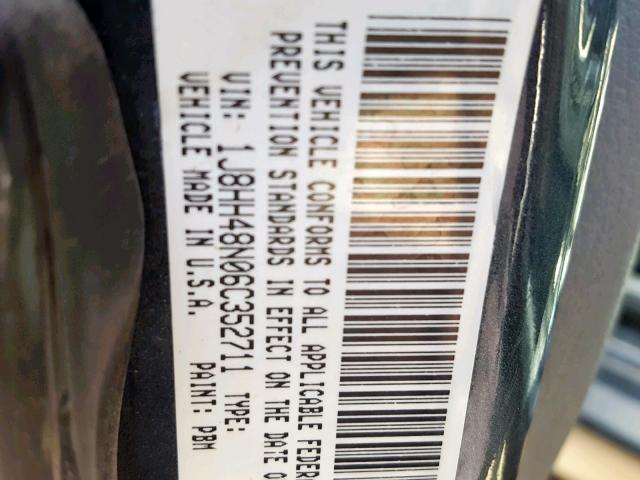 THIS VEHICLE CONFORMS TO ALL APPLICABLE FEDER
PREVENTION STANDARDS IN EFFECT ON THE DATE O
VIN: 1J8HH48N06C352711 TYPE:
VEHICLE MADE IN U.S.A. PAINT: PBM